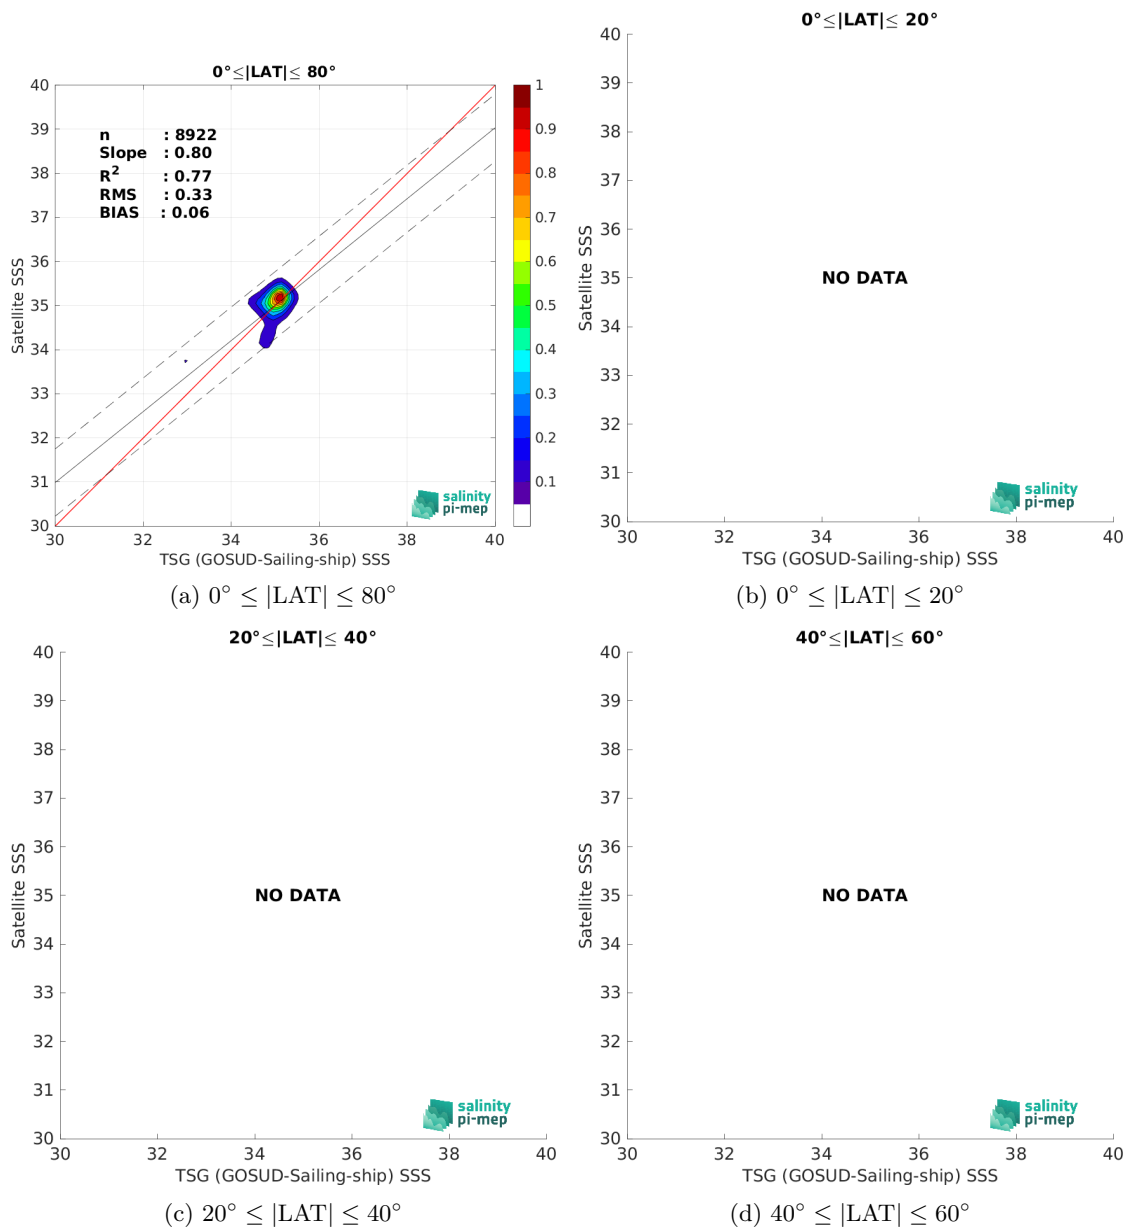 0°≤|LAT|≤ 80°
40
39
38
37
36
35
34
33
32
31
30
Satellite SSS
n : 8922
Slope : 0.80
R² : 0.77
RMS : 0.33
BIAS : 0.06
salinity
pi-mep
1
0.9
0.8
0.7
0.6
0.5
0.4
0.3
0.2
0.1
30 32 34 36 38 40
TSG (GOSUD-Sailing-ship) SSS
(a) 0° ≤ |LAT| ≤ 80°
0°≤|LAT|≤ 20°
40
39
38
37
36
35
34
33
32
31
30
Satellite SSS
NO DATA
salinity
pi-mep
30 32 34 36 38 40
TSG (GOSUD-Sailing-ship) SSS
(b) 0° ≤ |LAT| ≤ 20°
20°≤|LAT|≤ 40°
40
39
38
37
36
35
34
33
32
31
30
Satellite SSS
NO DATA
salinity
pi-mep
30 32 34 36 38 40
TSG (GOSUD-Sailing-ship) SSS
(c) 20° ≤ |LAT| ≤ 40°
40°≤|LAT|≤ 60°
40
39
38
37
36
35
34
33
32
31
30
Satellite SSS
NO DATA
salinity
pi-mep
30 32 34 36 38 40
TSG (GOSUD-Sailing-ship) SSS
(d) 40° ≤ |LAT| ≤ 60°